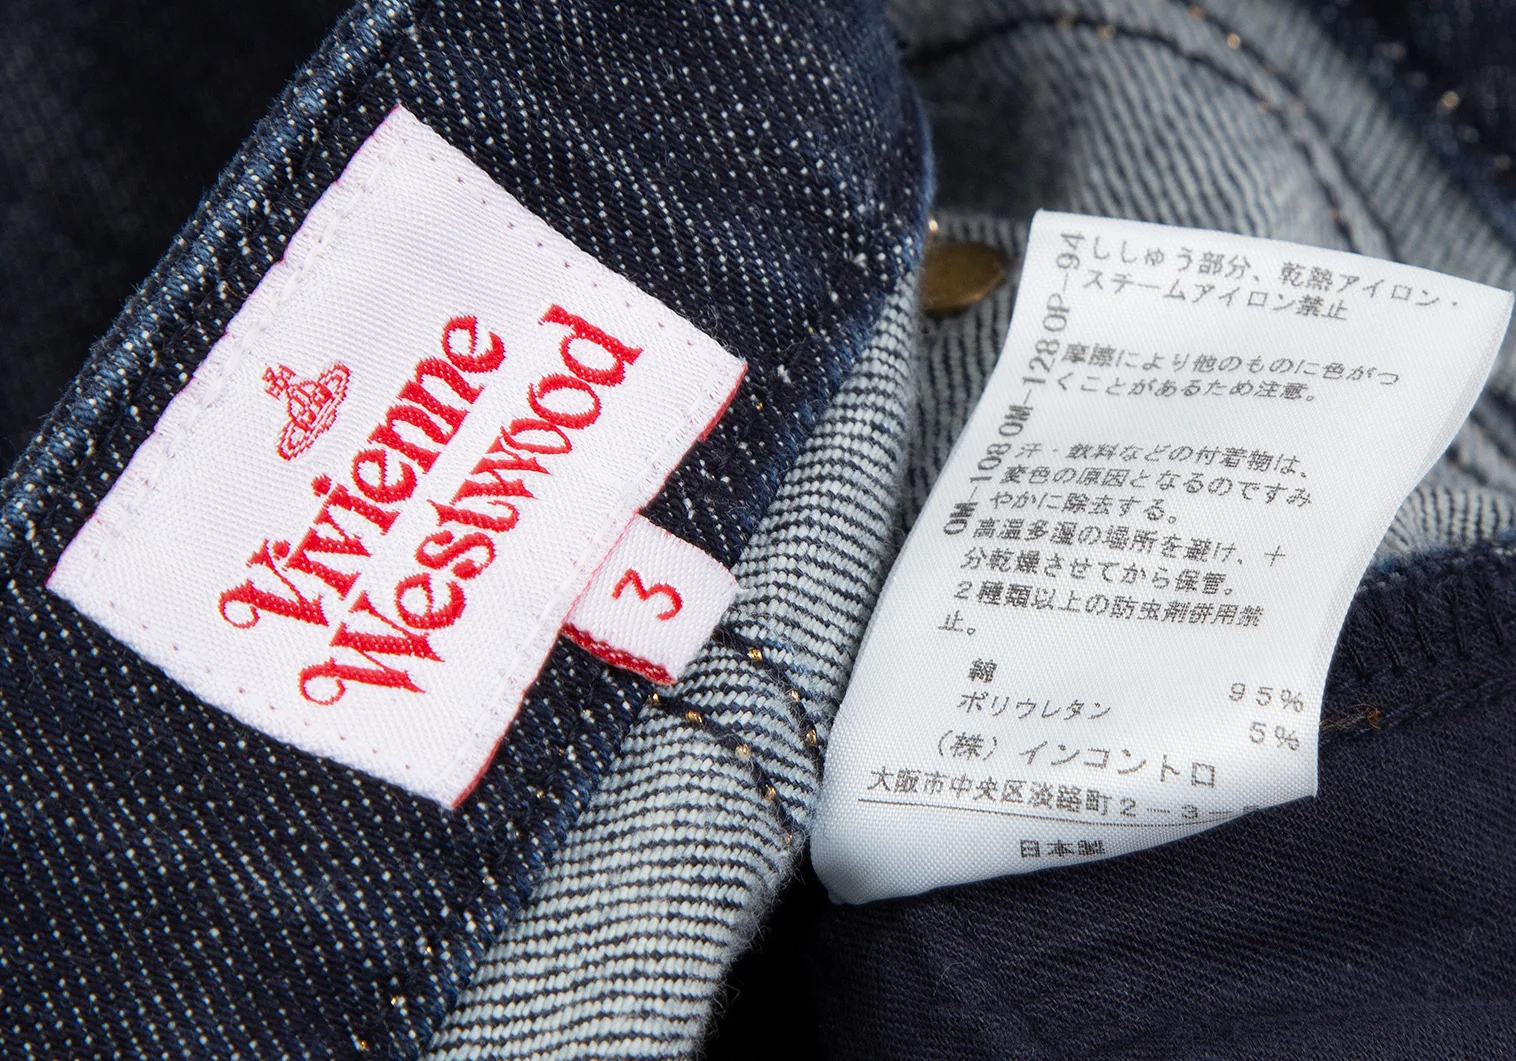 Vivienne
Westwood
3
0M-108 0M-128 0P-94
ししゅう部分、乾熱アイロン・
スチームアイロン禁止
摩擦により他のものに色がつ
くことがあるため注意。
汗・飲料などの付着物は、
変色の原因となるのですみ
やかに除去する。
高温多湿の場所を避け、十
分乾燥させてから保管。
2種類以上の防虫剤併用禁
止。
綿 95%
ポリウレタン 5%
(株)インコントロ
大阪市中央区淡路町2-3-
日本製